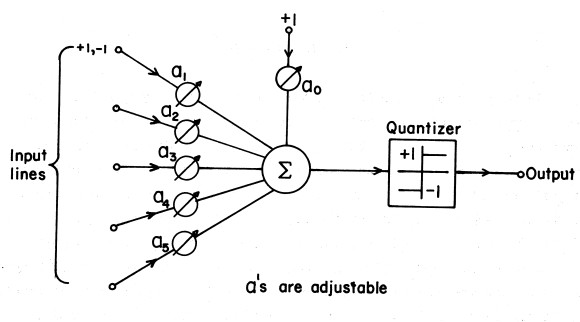 +1
+1,-1
a1
a0
a2
Quantizer
a3
+1
Input
lines
Σ
-1
Output
a4
a5
a's are adjustable